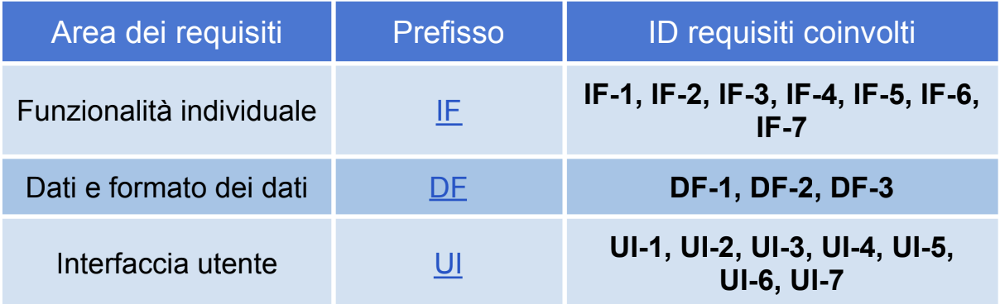 Area dei requisiti Prefisso ID requisiti coinvolti
Funzionalità individuale IF IF-1, IF-2, IF-3, IF-4, IF-5, IF-6,
IF-7
Dati e formato dei dati DF DF-1, DF-2, DF-3
Interfaccia utente UI UI-1, UI-2, UI-3, UI-4, UI-5,
UI-6, UI-7